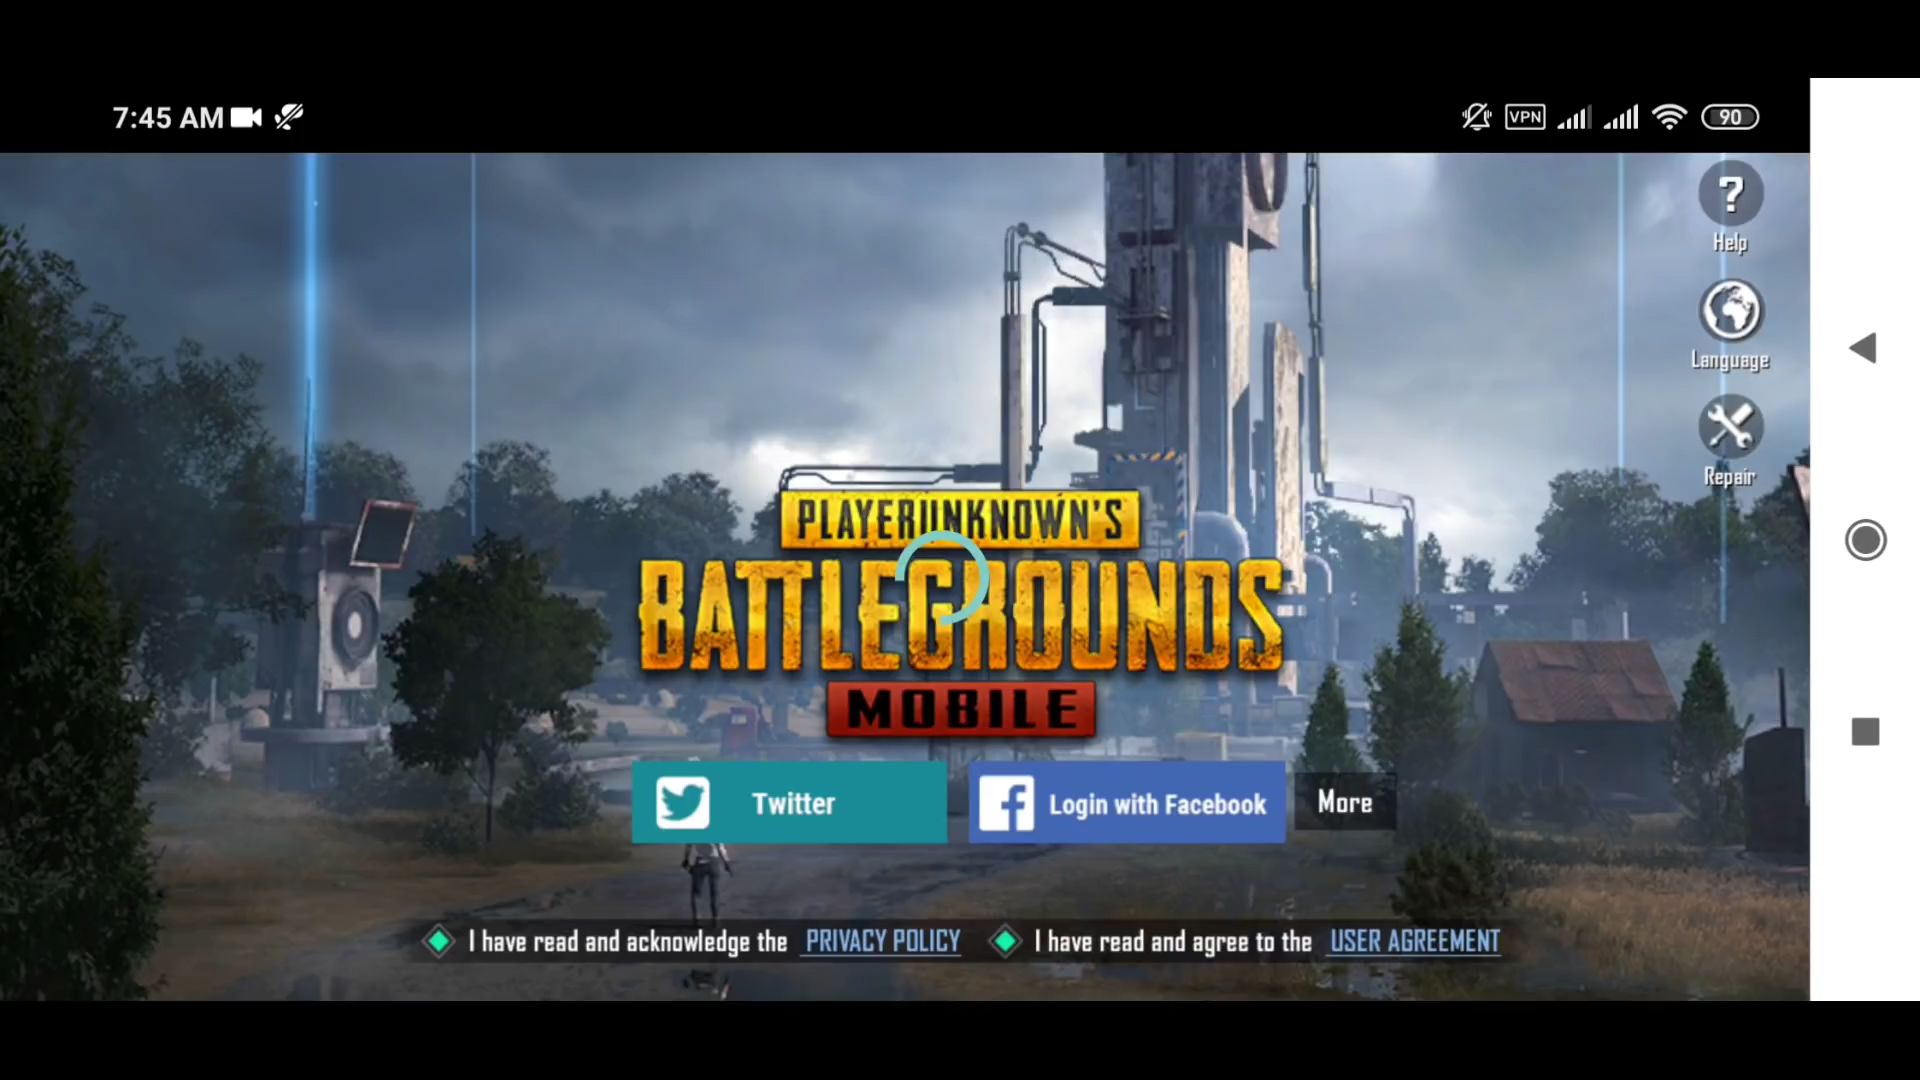 7:45 AM
VPN
90
Help
Language
Repair
PLAYERUNKNOWN'S
BATTLEGROUNDS
MOBILE
Twitter
Login with Facebook
More
I have read and acknowledge the PRIVACY POLICY
I have read and agree to the USER AGREEMENT